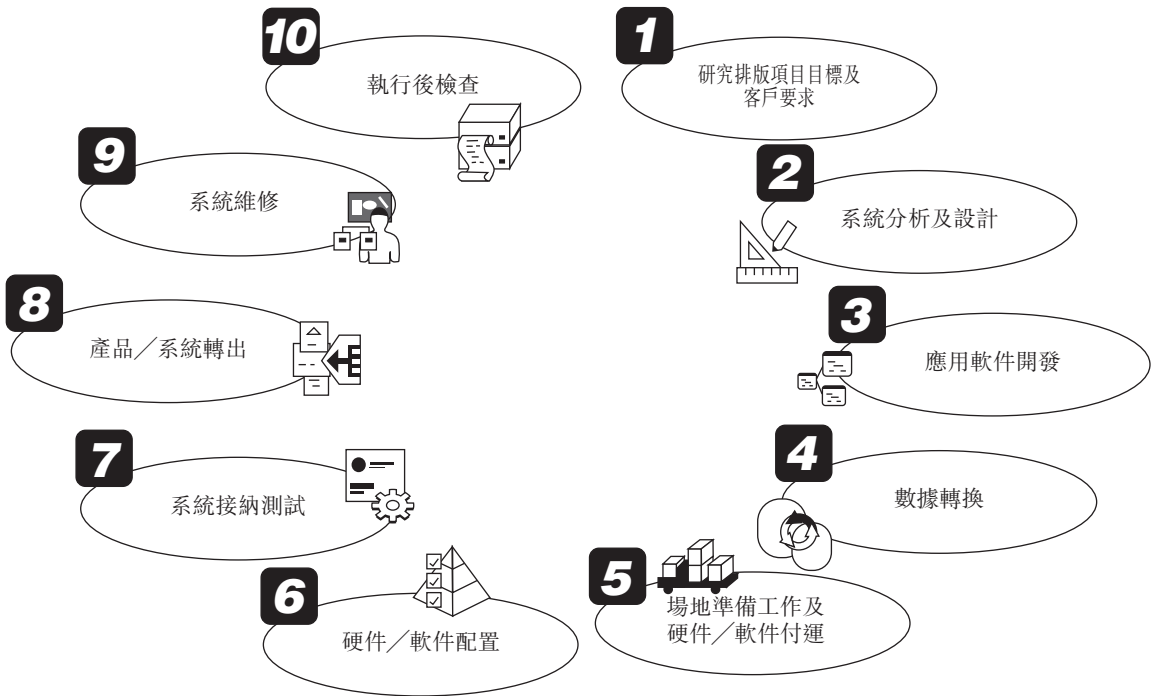 1
研究排版項目目標及
客戶要求
2
系統分析及設計
3
應用軟件開發
4
數據轉換
5
場地準備工作及
硬件／軟件付運
6
硬件／軟件配置
7
系統接納測試
8
產品／系統轉出
9
系統維修
10
執行後檢查